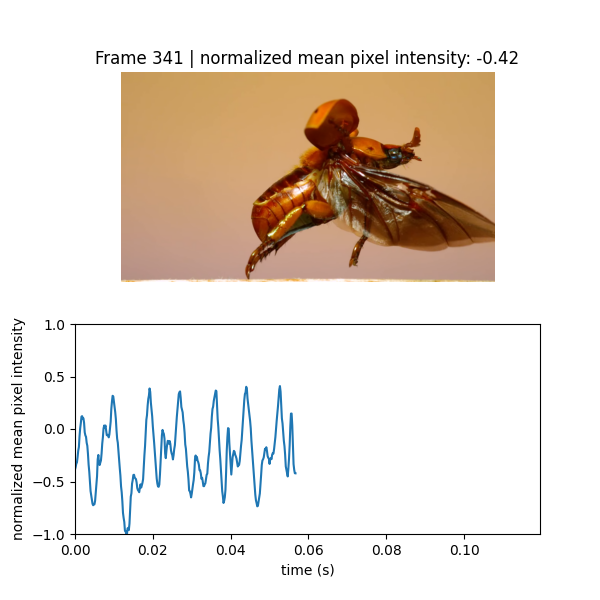 Frame 341 | normalized mean pixel intensity: -0.42
normalized mean pixel intensity
1.0
0.5
0.0
−0.5
−1.0
0.00 0.02 0.04 0.06 0.08 0.10
time (s)